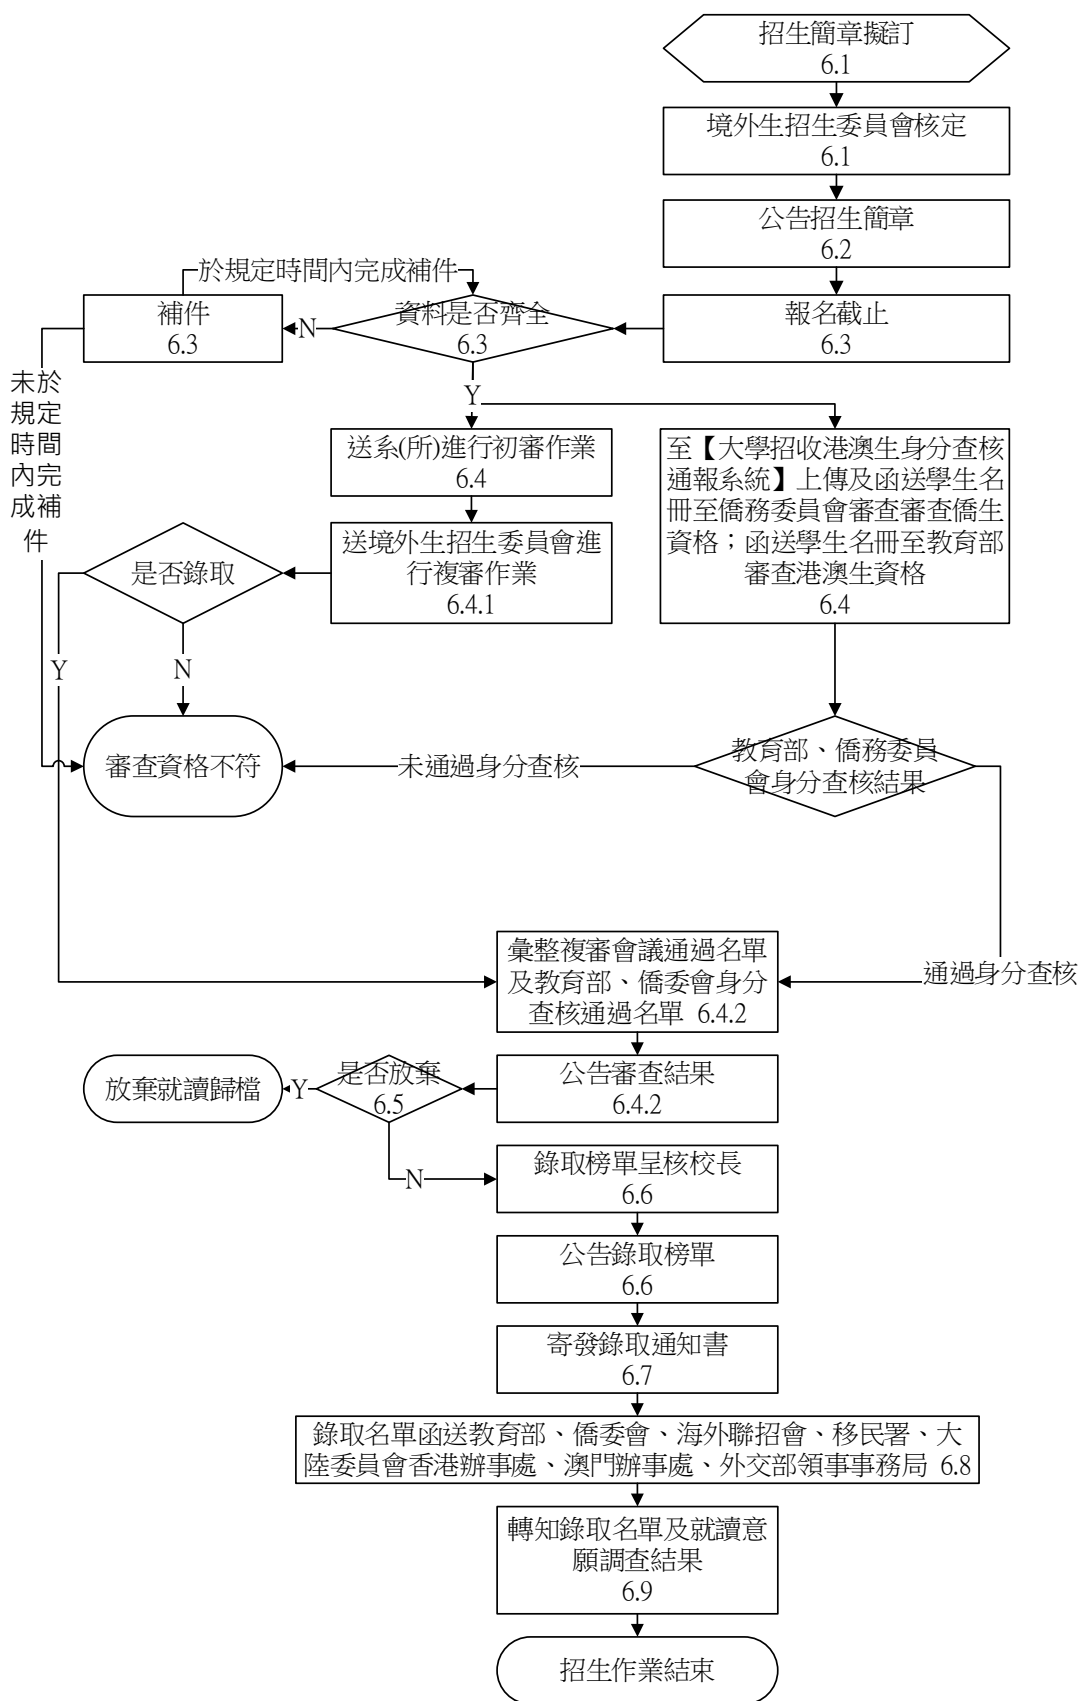 招生簡章擬訂
6.1
境外生招生委員會核定
6.1
公告招生簡章
6.2
報名截止
6.3
於規定時間內完成補件
資料是否齊全
6.3
N
補件
6.3
未於
規定
時間
內完
成補
件
Y
送系(所)進行初審作業
6.4
至【大學招收港澳生身分查核
通報系統】上傳及函送學生名
冊至僑務委員會審查審查僑生
資格；函送學生名冊至教育部
審查港澳生資格
6.4
送境外生招生委員會進
行複審作業
6.4.1
是否錄取
Y
N
審查資格不符
未通過身分查核
教育部、僑務委員
會身分查核結果
通過身分查核
彙整複審會議通過名單
及教育部、僑委會身分
查核通過名單 6.4.2
公告審查結果
6.4.2
是否放棄
6.5
Y
放棄就讀歸檔
N
錄取榜單呈核校長
6.6
公告錄取榜單
6.6
寄發錄取通知書
6.7
錄取名單函送教育部、僑委會、海外聯招會、移民署、大
陸委員會香港辦事處、澳門辦事處、外交部領事事務局 6.8
轉知錄取名單及就讀意
願調查結果
6.9
招生作業結束